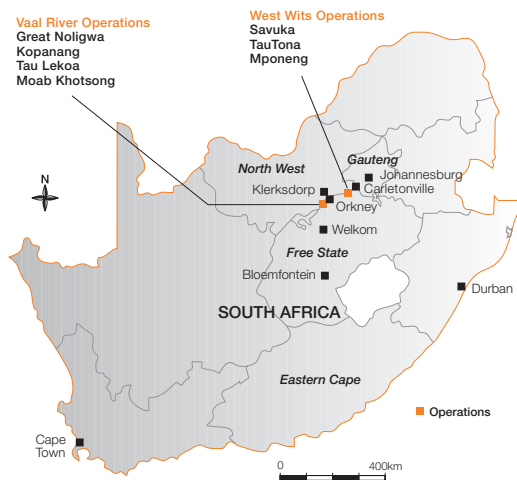 Vaal River Operations
Great Noligwa
Kopanang
Tau Lekoa
Moab Khotsong
West Wits Operations
Savuka
TauTona
Mponeng
N
North West
Gauteng
Johannesburg
Carletonville
Klerksdorp
Orkney
Welkom
Free State
Bloemfontein
Durban
SOUTH AFRICA
Eastern Cape
Operations
Cape
Town
0
400km